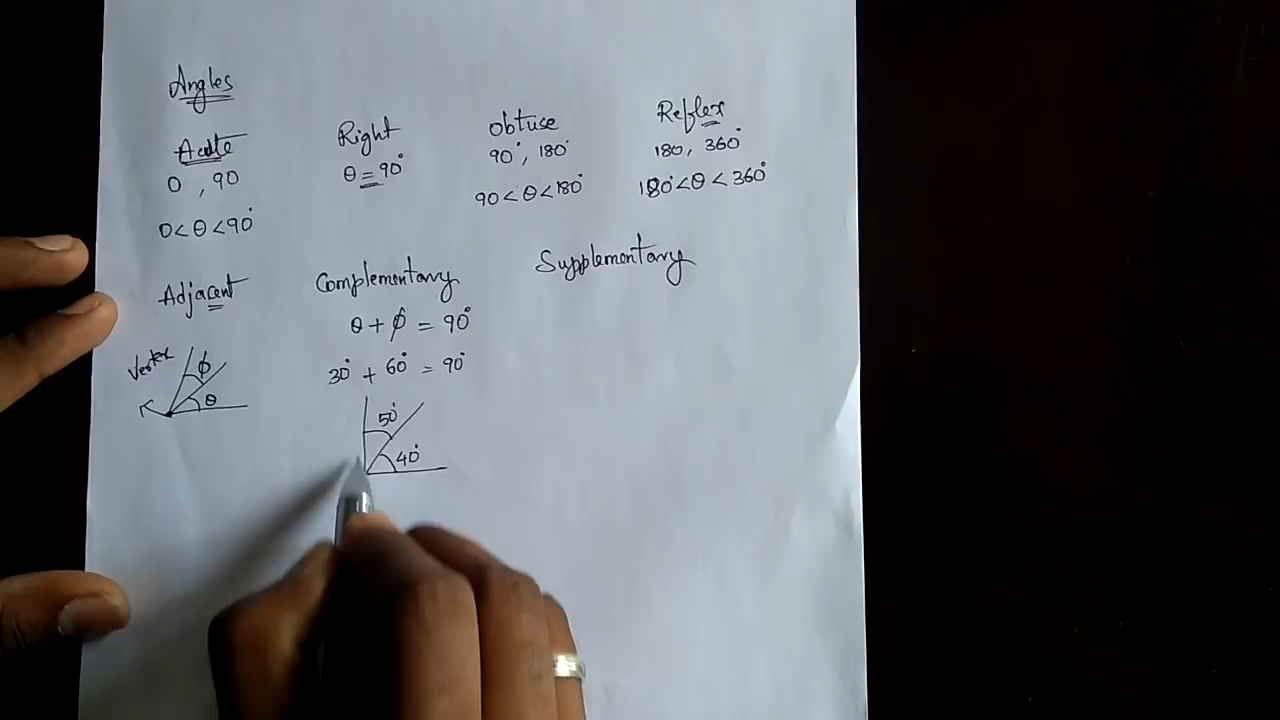 Angles
Acute
0 , 90
0 < θ < 90°
Right
θ = 90°
Obtuse
90°, 180°
90 < θ < 180°
Reflex
180, 360°
180° < θ < 360°
Adjacent
Vertex
ϕ
θ
Complementary
θ + ϕ = 90°
30° + 60° = 90°
50°
40°
Supplementary